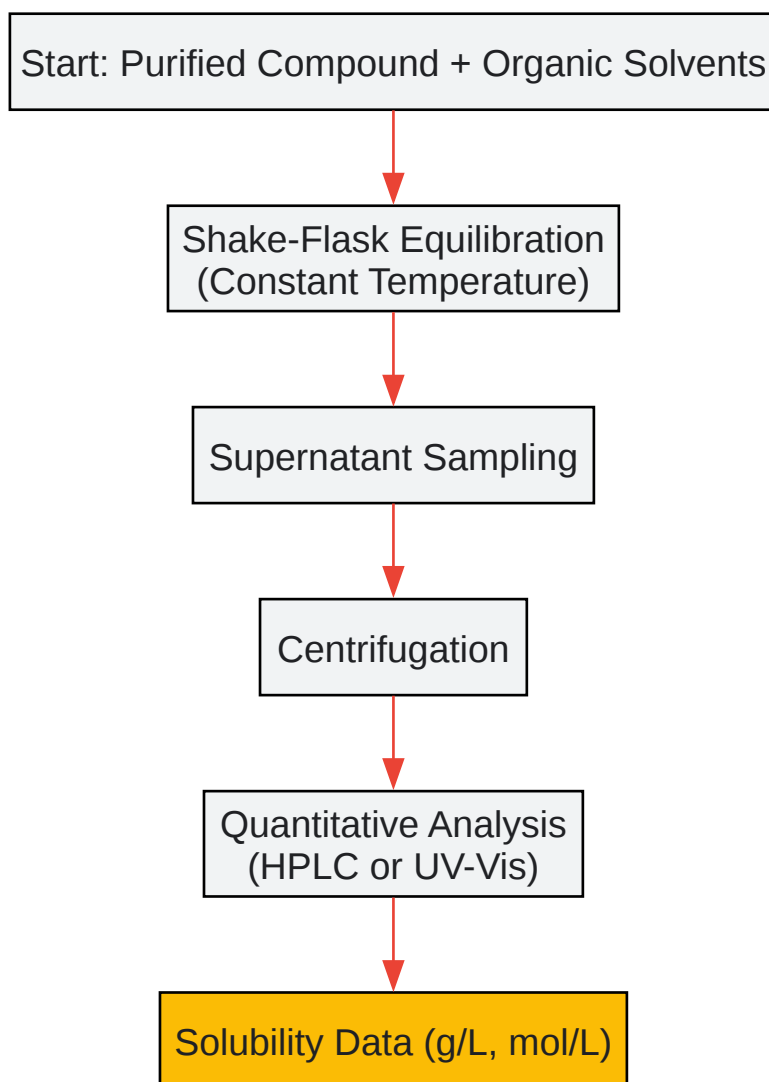 Start: Purified Compound + Organic Solvents
Shake-Flask Equilibration
(Constant Temperature)
Supernatant Sampling
Centrifugation
Quantitative Analysis
(HPLC or UV-Vis)
Solubility Data (g/L, mol/L)